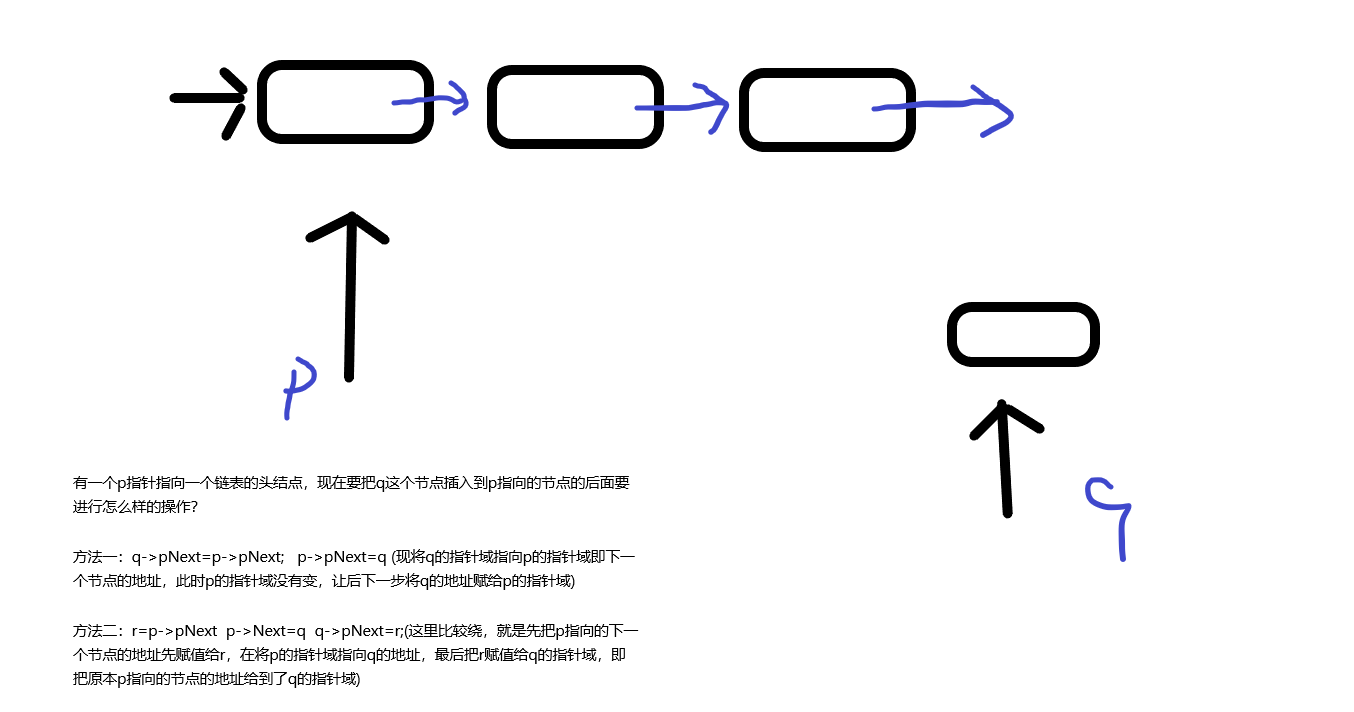 P
q
有一个p指针指向一个链表的头结点，现在要把q这个节点插入到p指向的节点的后面要
进行怎么样的操作？
方法一：q->pNext=p->pNext;   p->pNext=q (现将q的指针域指向p的指针域即下一
个节点的地址，此时p的指针域没有变，让后下一步将q的地址赋给p的指针域)
方法二：r=p->pNext  p->Next=q  q->pNext=r;(这里比较绕，就是先把p指向的下一
个节点的地址先赋值给r，在将p的指针域指向q的地址，最后把r赋值给q的指针域，即
把原本p指向的节点的地址给到了q的指针域)